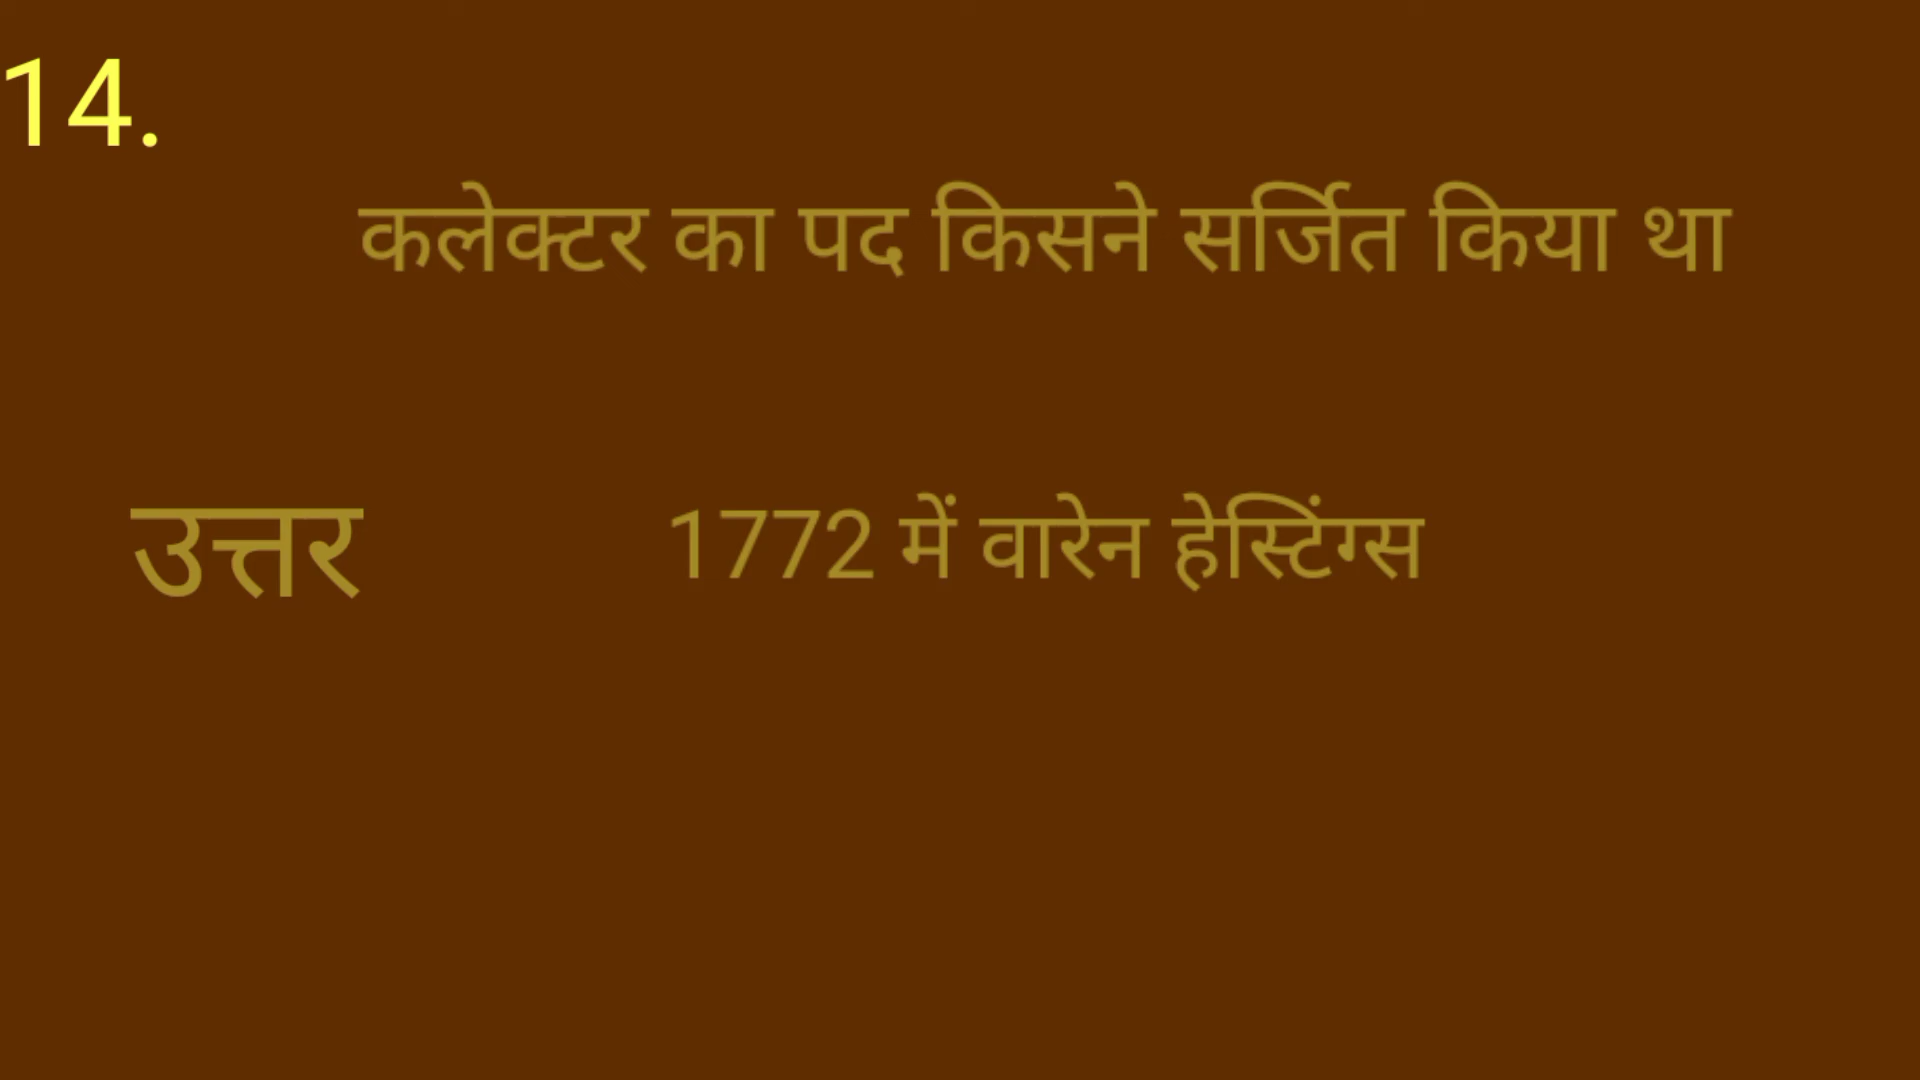 14.
कलेक्टर का पद किसने सर्जित किया था
उत्तर 1772 में वारेन हेस्टिंग्स